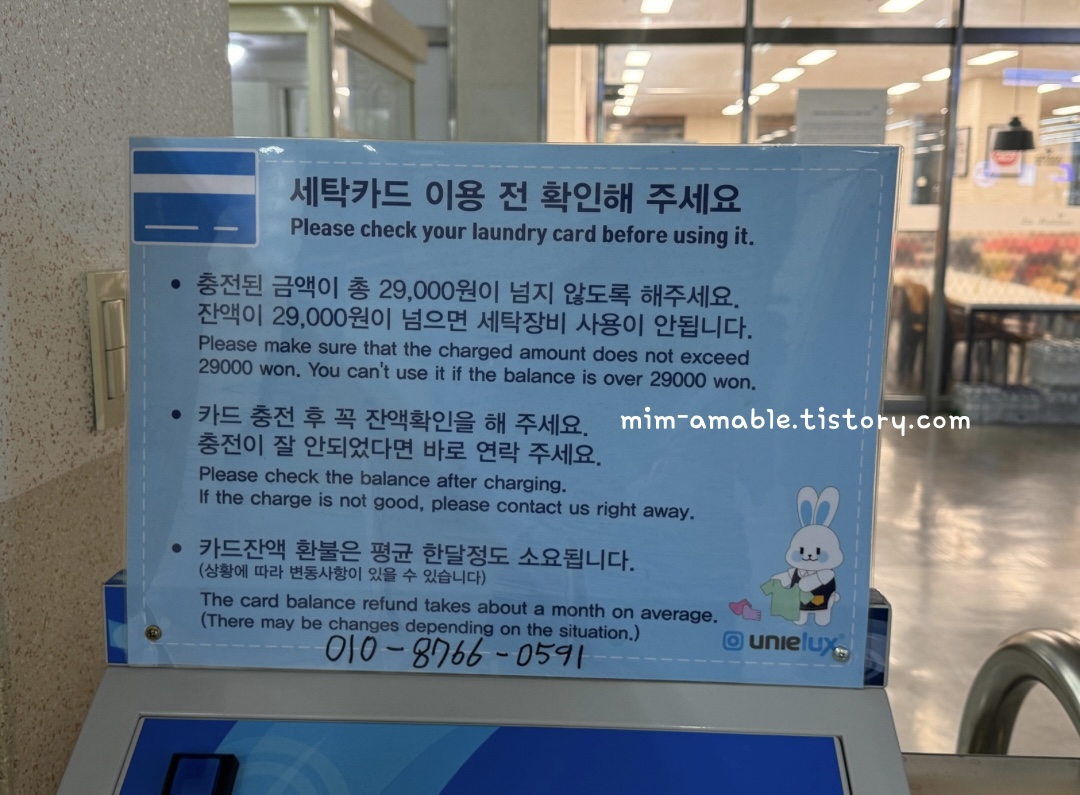 세탁카드 이용 전 확인해 주세요
Please check your laundry card before using it.
충전된 금액이 총 29,000원이 넘지 않도록 해주세요.
잔액이 29,000원이 넘으면 세탁장비 사용이 안됩니다.
Please make sure that the charged amount does not exceed
29000 won. You can't use it if the balance is over 29000 won.
카드 충전 후 꼭 잔액확인을 해 주세요.
충전이 잘 안되었다면 바로 연락 주세요.
Please check the balance after charging.
If the charge is not good, please contact us right away.
mim-amable.tistory.com
카드잔액 환불은 평균 한달정도 소요됩니다.
(상황에 따라 변동사항이 있을 수 있습니다)
The card balance refund takes about a month on average.
(There may be changes depending on the situation.)
unielux
010-8766-0591